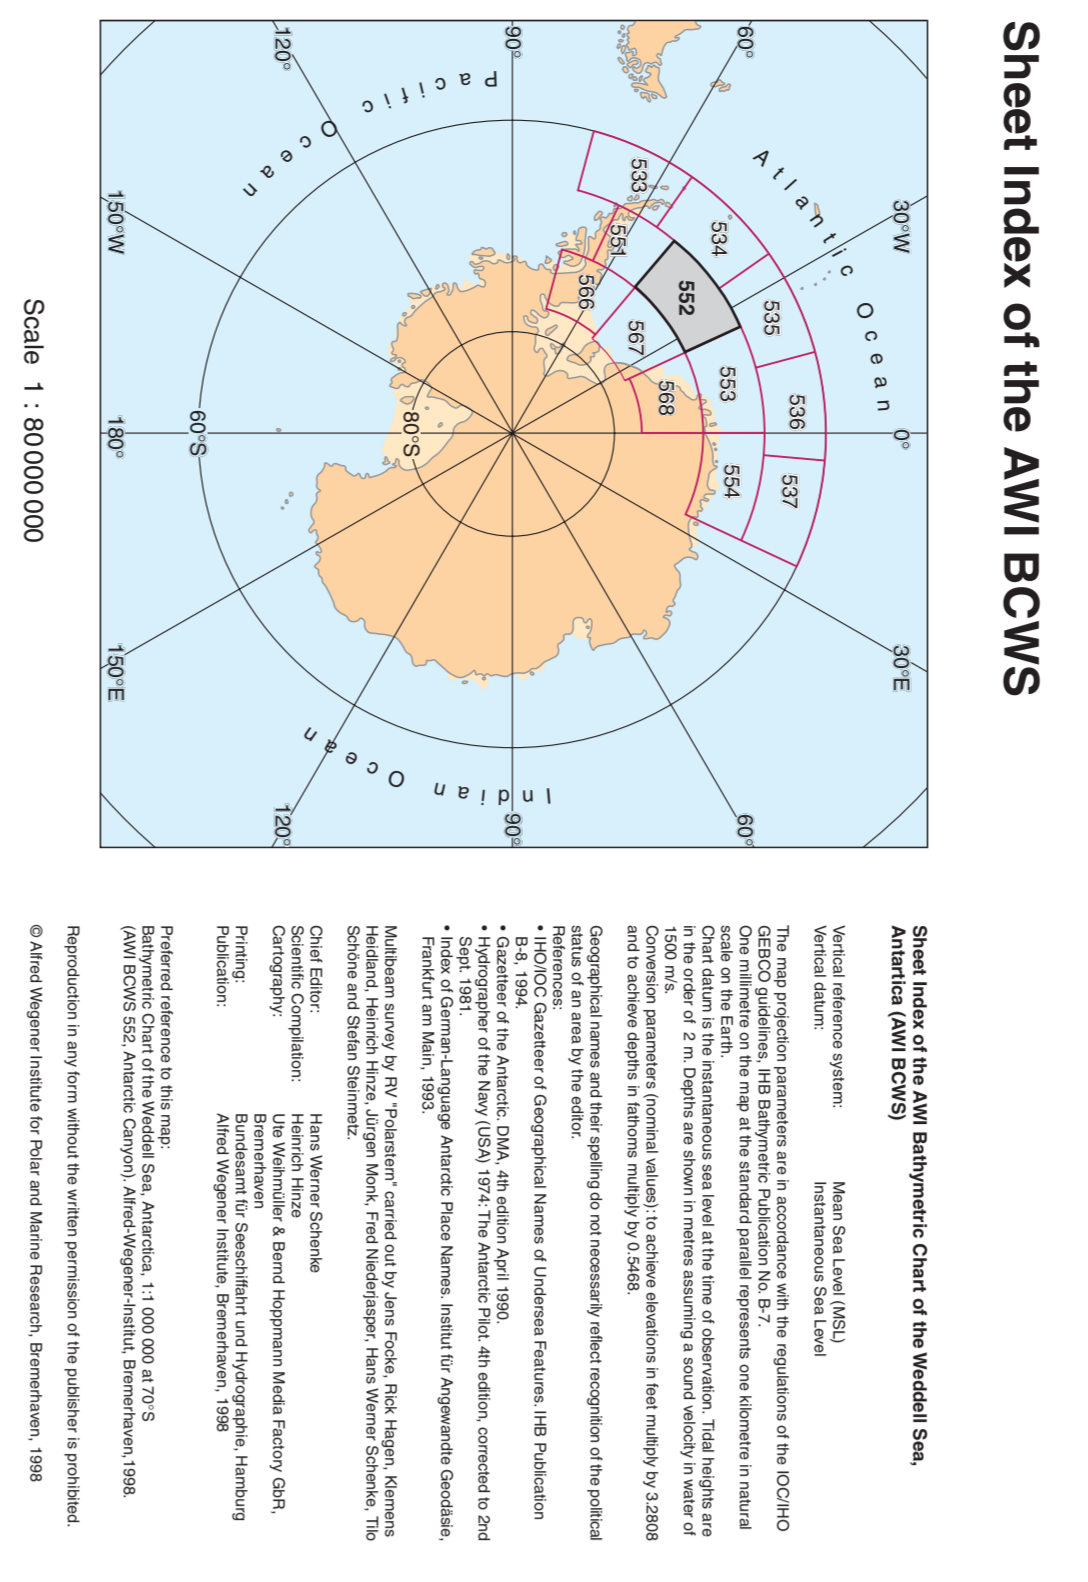 Sheet Index of the AWI BCWS
60°
30°W
0°
30°E
60°
90°
90°
120°
150°W
180°
150°E
120°
60°S
80°S
Atlantic Ocean
Pacific Ocean
Indian Ocean
533
534
535
536
537
551
552
553
554
566
567
568
Scale 1 : 80 000 000
Sheet Index of the AWI Bathymetric Chart of the Weddell Sea,
Antartica (AWI BCWS)
Vertical reference system: Mean Sea Level (MSL)
Vertical datum: Instantaneous Sea Level
The map projection parameters are in accordance with the regulations of the IOC/IHO
GEBCO guidelines, IHB Bathymetric Publication No. B-7.
One millimetre on the map at the standard parallel represents one kilometre in natural
scale on the Earth.
Chart datum is the instantaneous sea level at the time of observation. Tidal heights are
in the order of 2 m. Depths are shown in metres assuming a sound velocity in water of
1500 m/s.
Conversion parameters (nominal values): to achieve elevations in feet multiply by 3.2808
and to achieve depths in fathoms multiply by 0.5468.
Geographical names and their spelling do not necessarily reflect recognition of the political
status of an area by the editor.
References:
• IHO/IOC Gazetteer of Geographical Names of Undersea Features. IHB Publication
B-8, 1994.
• Gazetteer of the Antarctic. DMA, 4th edition April 1990.
• Hydrographer of the Navy (USA) 1974: The Antarctic Pilot. 4th edition, corrected to 2nd
Sept. 1981.
• Index of German-Language Antarctic Place Names. Institut für Angewandte Geodäsie,
Frankfurt am Main, 1993.
Multibeam survey by RV "Polarstern" carried out by Jens Focke, Rick Hagen, Klemens
Heidland, Heinrich Hinze, Jürgen Monk, Fred Niederjasper, Hans Werner Schenke, Tilo
Schöne and Stefan Steinmetz.
Chief Editor: Hans Werner Schenke
Scientific Compilation: Heinrich Hinze
Cartography: Ute Weihmüller & Bernd Hoppmann Media Factory GbR,
Bremerhaven
Printing: Bundesamt für Seeschiffahrt und Hydrographie, Hamburg
Publication: Alfred Wegener Institute, Bremerhaven, 1998
Preferred reference to this map:
Bathymetric Chart of the Weddell Sea, Antarctica, 1:1 000 000 at 70°S
(AWI BCWS 552, Antarctic Canyon). Alfred-Wegener-Institut, Bremerhaven, 1998.
Reproduction in any form without the written permission of the publisher is prohibited.
© Alfred Wegener Institute for Polar and Marine Research, Bremerhaven, 1998